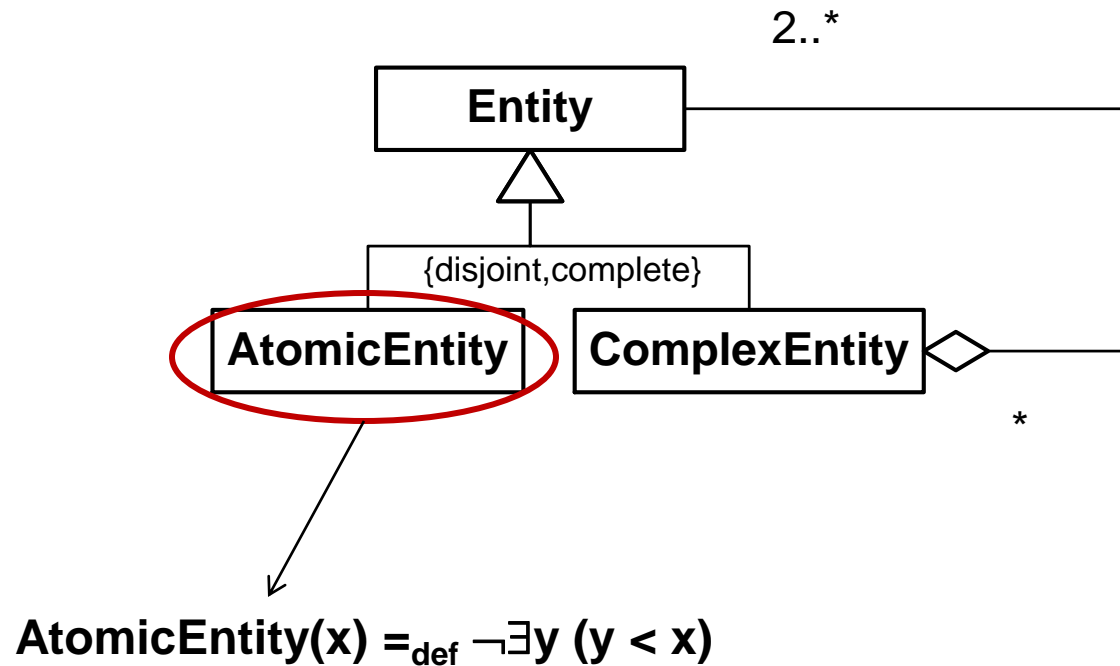 2..*
Entity
{disjoint,complete}
AtomicEntity
ComplexEntity
*
AtomicEntity(x) =def ¬∃y (y < x)